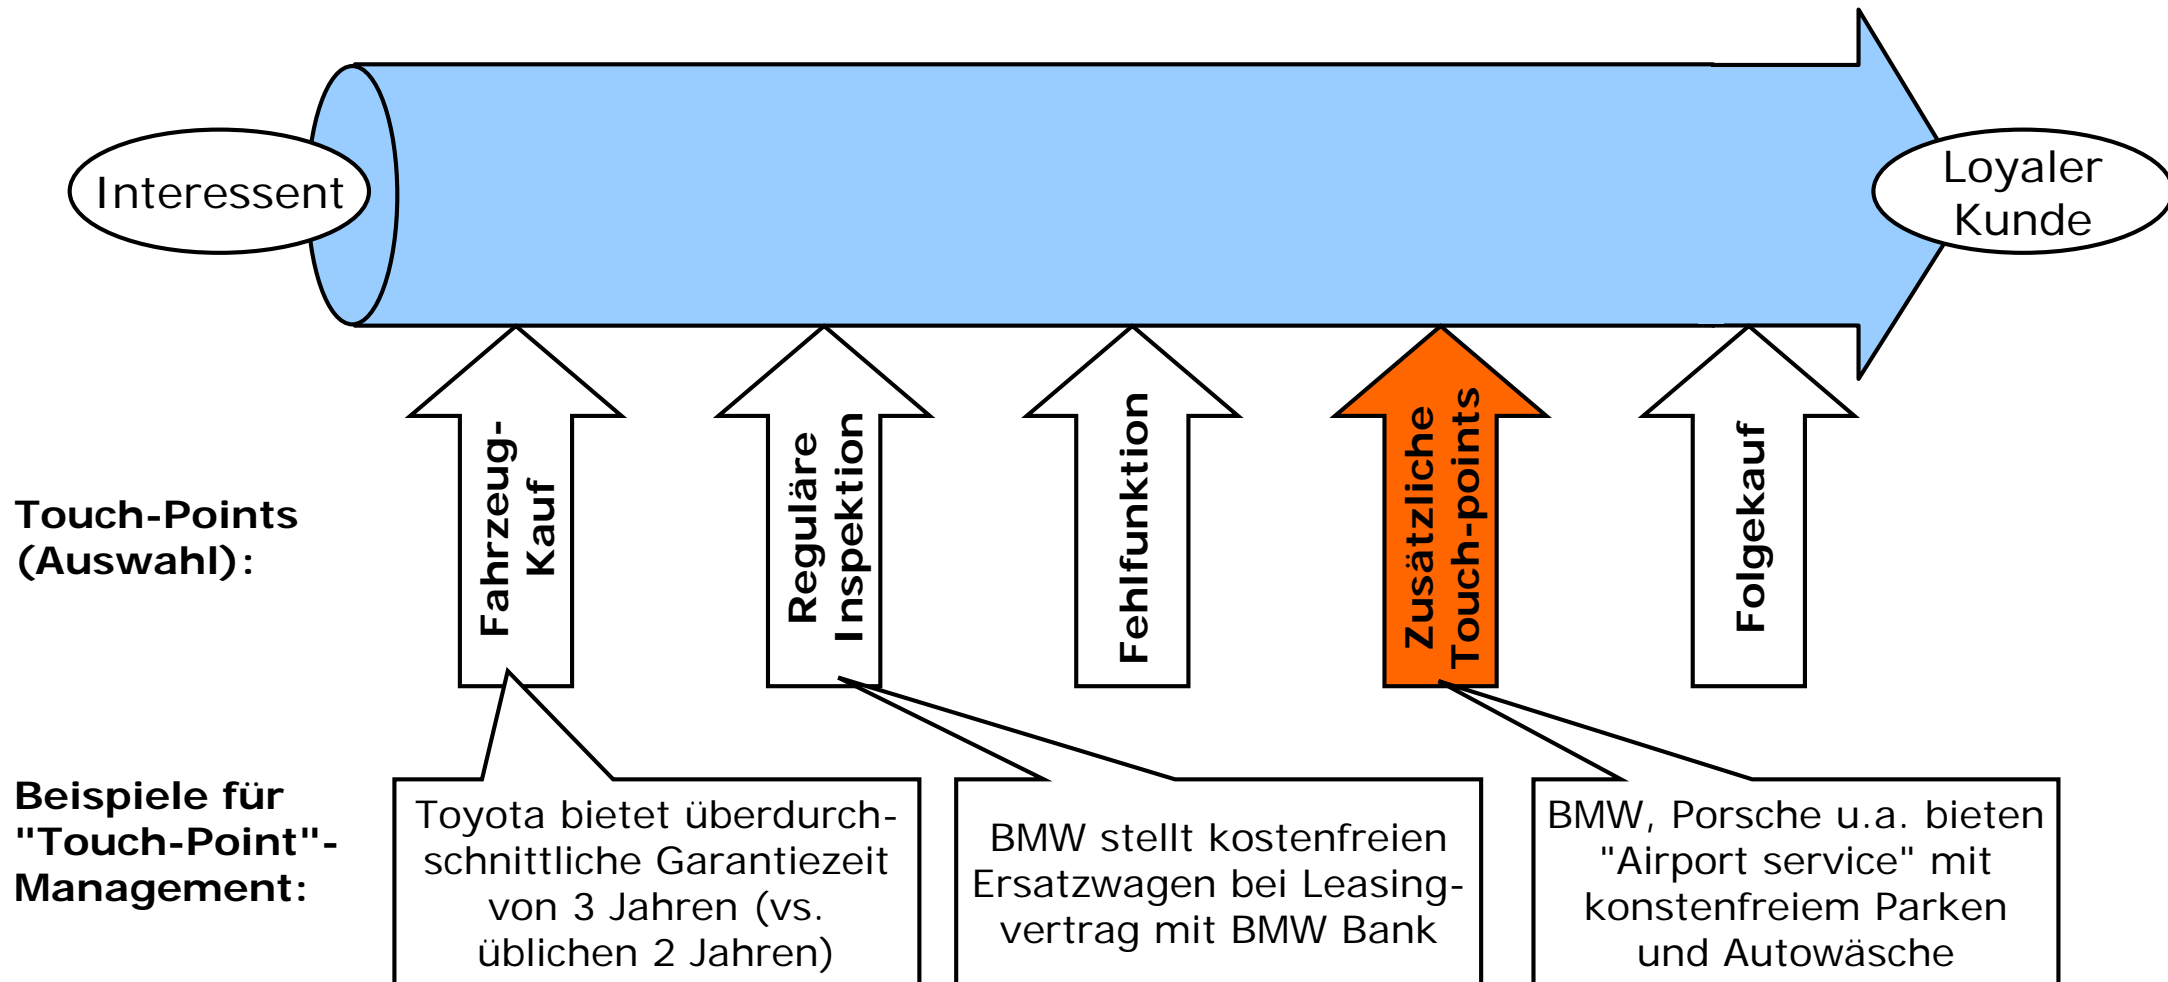 Interessent
Loyaler
Kunde
Touch-Points
(Auswahl):
Fahrzeug-
Kauf
Reguläre
Inspektion
Fehlfunktion
Zusätzliche
Touch-points
Folgekauf
Beispiele für
"Touch-Point"-
Management:
Toyota bietet überdurch-
schnittliche Garantiezeit
von 3 Jahren (vs.
üblichen 2 Jahren)
BMW stellt kostenfreien
Ersatzwagen bei Leasing-
vertrag mit BMW Bank
BMW, Porsche u.a. bieten
"Airport service" mit
konstenfreiem Parken
und Autowäsche